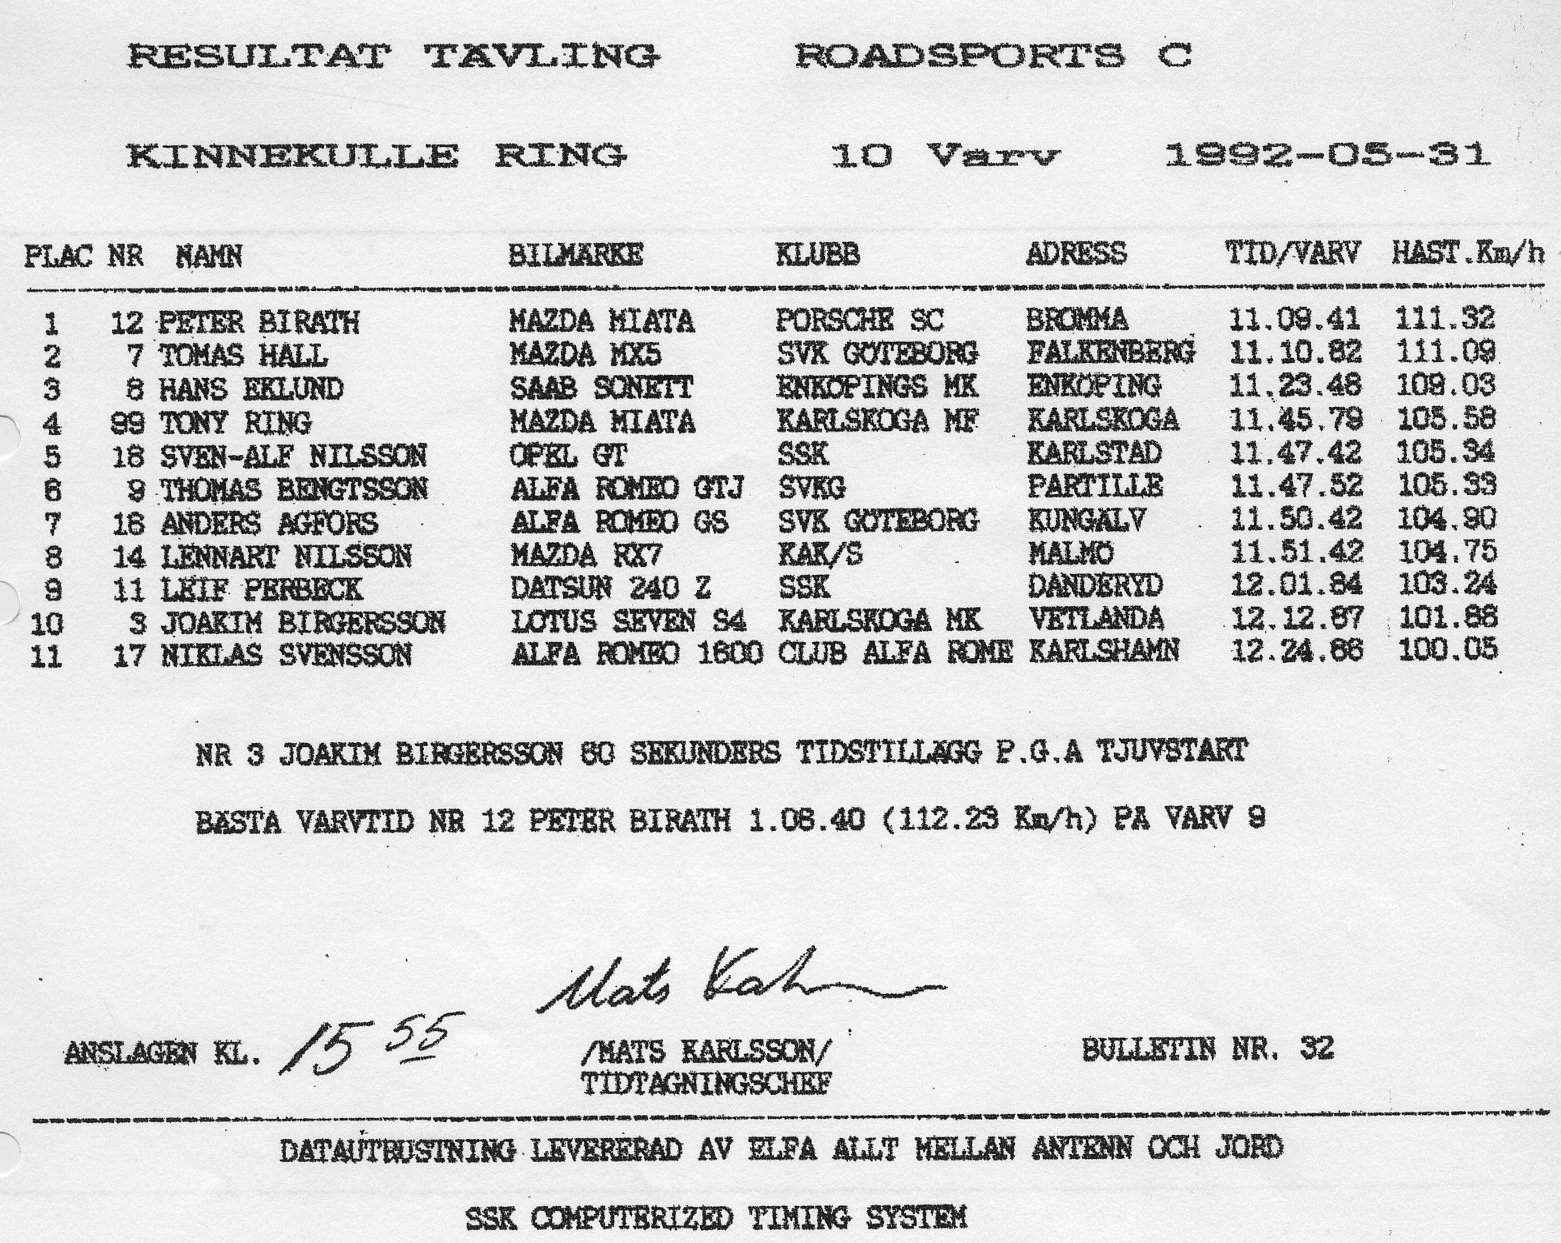 RESULTAT TÄVLING ROADSPORTS C
KINNEKULLE RING 10 Varv 1992-05-31
PLAC NR NAMN BILMÄRKE KLUBB ADRESS TID/VARV HAST.Km/h
1 12 PETER BIRATH MAZDA MIATA PORSCHE SC BROMMA 11.09.41 111.32
2 7 TOMAS HALL MAZDA MX5 SVK GÖTEBORG FALKENBERG 11.10.82 111.09
3 8 HANS EKLUND SAAB SONETT ENKÖPINGS MK ENKÖPING 11.23.48 109.03
4 99 TONY RING MAZDA MIATA KARLSKOGA MF KARLSKOGA 11.45.79 105.58
5 18 SVEN-ALF NILSSON OPEL GT SSK KARLSTAD 11.47.42 105.34
6 9 THOMAS BENGTSSON ALFA ROMEO GTJ SVKG PARTILLE 11.47.52 105.33
7 16 ANDERS AGFORS ALFA ROMEO GS SVK GÖTEBORG KUNGÄLV 11.50.42 104.90
8 14 LENNART NILSSON MAZDA RX7 KAK/S MALMÖ 11.51.42 104.75
9 11 LEIF PERBECK DATSUN 240 Z SSK DANDERYD 12.01.84 103.24
10 3 JOAKIM BIRGERSSON LOTUS SEVEN S4 KARLSKOGA MK VETLANDA 12.12.87 101.68
11 17 NIKLAS SVENSSON ALFA ROMEO 1600 CLUB ALFA ROME KARLSHAMN 12.24.86 100.05
NR 3 JOAKIM BIRGERSSON 60 SEKUNDERS TIDSTILLÄGG P.G.A TJUVSTART
BÄSTA VARVTID NR 12 PETER BIRATH 1.06.40 (112.23 Km/h) PÅ VARV 9
Mats Karlsson
ANSLAGEN KL. 15 55 /MATS KARLSSON/ BULLETIN NR. 32
TIDTAGNINGSCHEF
DATAUTRUSTNING LEVERERAD AV ELFA ALLT MELLAN ANTENN OCH JORD
SSK COMPUTERIZED TIMING SYSTEM